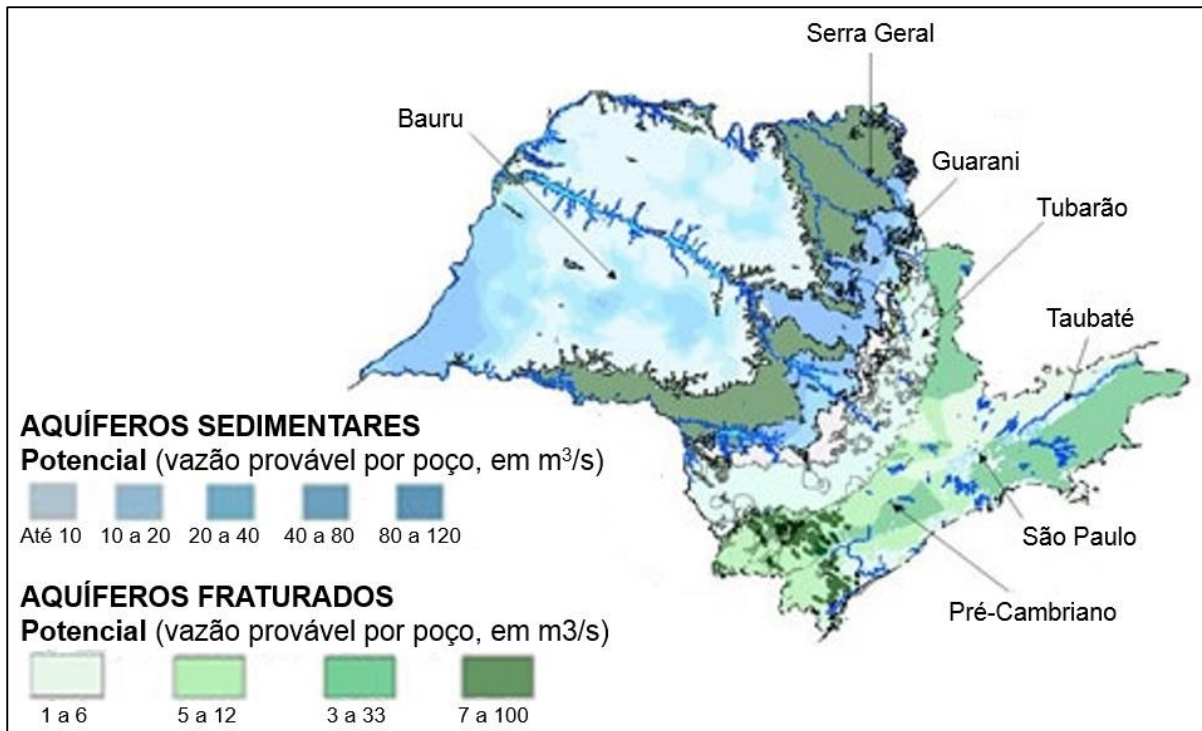 Serra Geral
Bauru
Guarani
Tubarão
Taubaté
São Paulo
Pré-Cambriano
AQUÍFEROS SEDIMENTARES
Potencial (vazão provável por poço, em m³/s)
Até 10 10 a 20 20 a 40 40 a 80 80 a 120
AQUÍFEROS FRATURADOS
Potencial (vazão provável por poço, em m3/s)
1 a 6 5 a 12 3 a 33 7 a 100